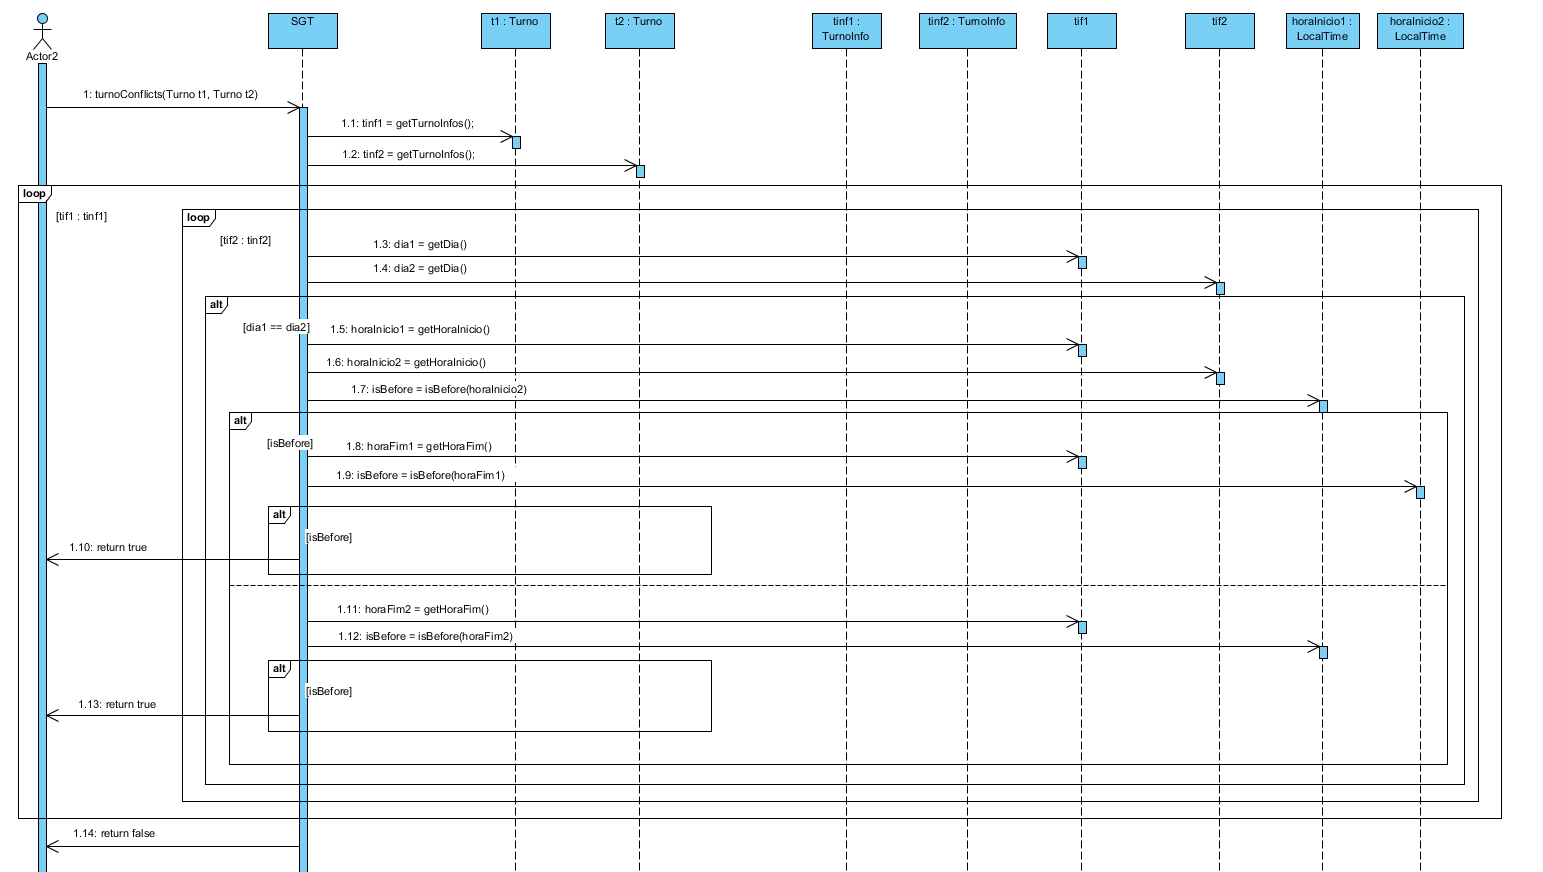 Actor2
SGT
t1 : Turno
t2 : Turno
tinf1 :
TurnoInfo
tinf2 : TurnoInfo
tif1
tif2
horaInicio1 :
LocalTime
horaInicio2 :
LocalTime
1: turnoConflicts(Turno t1, Turno t2)
1.1: tinf1 = getTurnoInfos();
1.2: tinf2 = getTurnoInfos();
loop
[tif1 : tinf1]
loop
[tif2 : tinf2]
1.3: dia1 = getDia()
1.4: dia2 = getDia()
alt
[dia1 == dia2]
1.5: horaInicio1 = getHoraInicio()
1.6: horaInicio2 = getHoraInicio()
1.7: isBefore = isBefore(horaInicio2)
alt
[isBefore]
1.8: horaFim1 = getHoraFim()
1.9: isBefore = isBefore(horaFim1)
alt
[isBefore]
1.10: return true
1.11: horaFim2 = getHoraFim()
1.12: isBefore = isBefore(horaFim2)
alt
[isBefore]
1.13: return true
1.14: return false